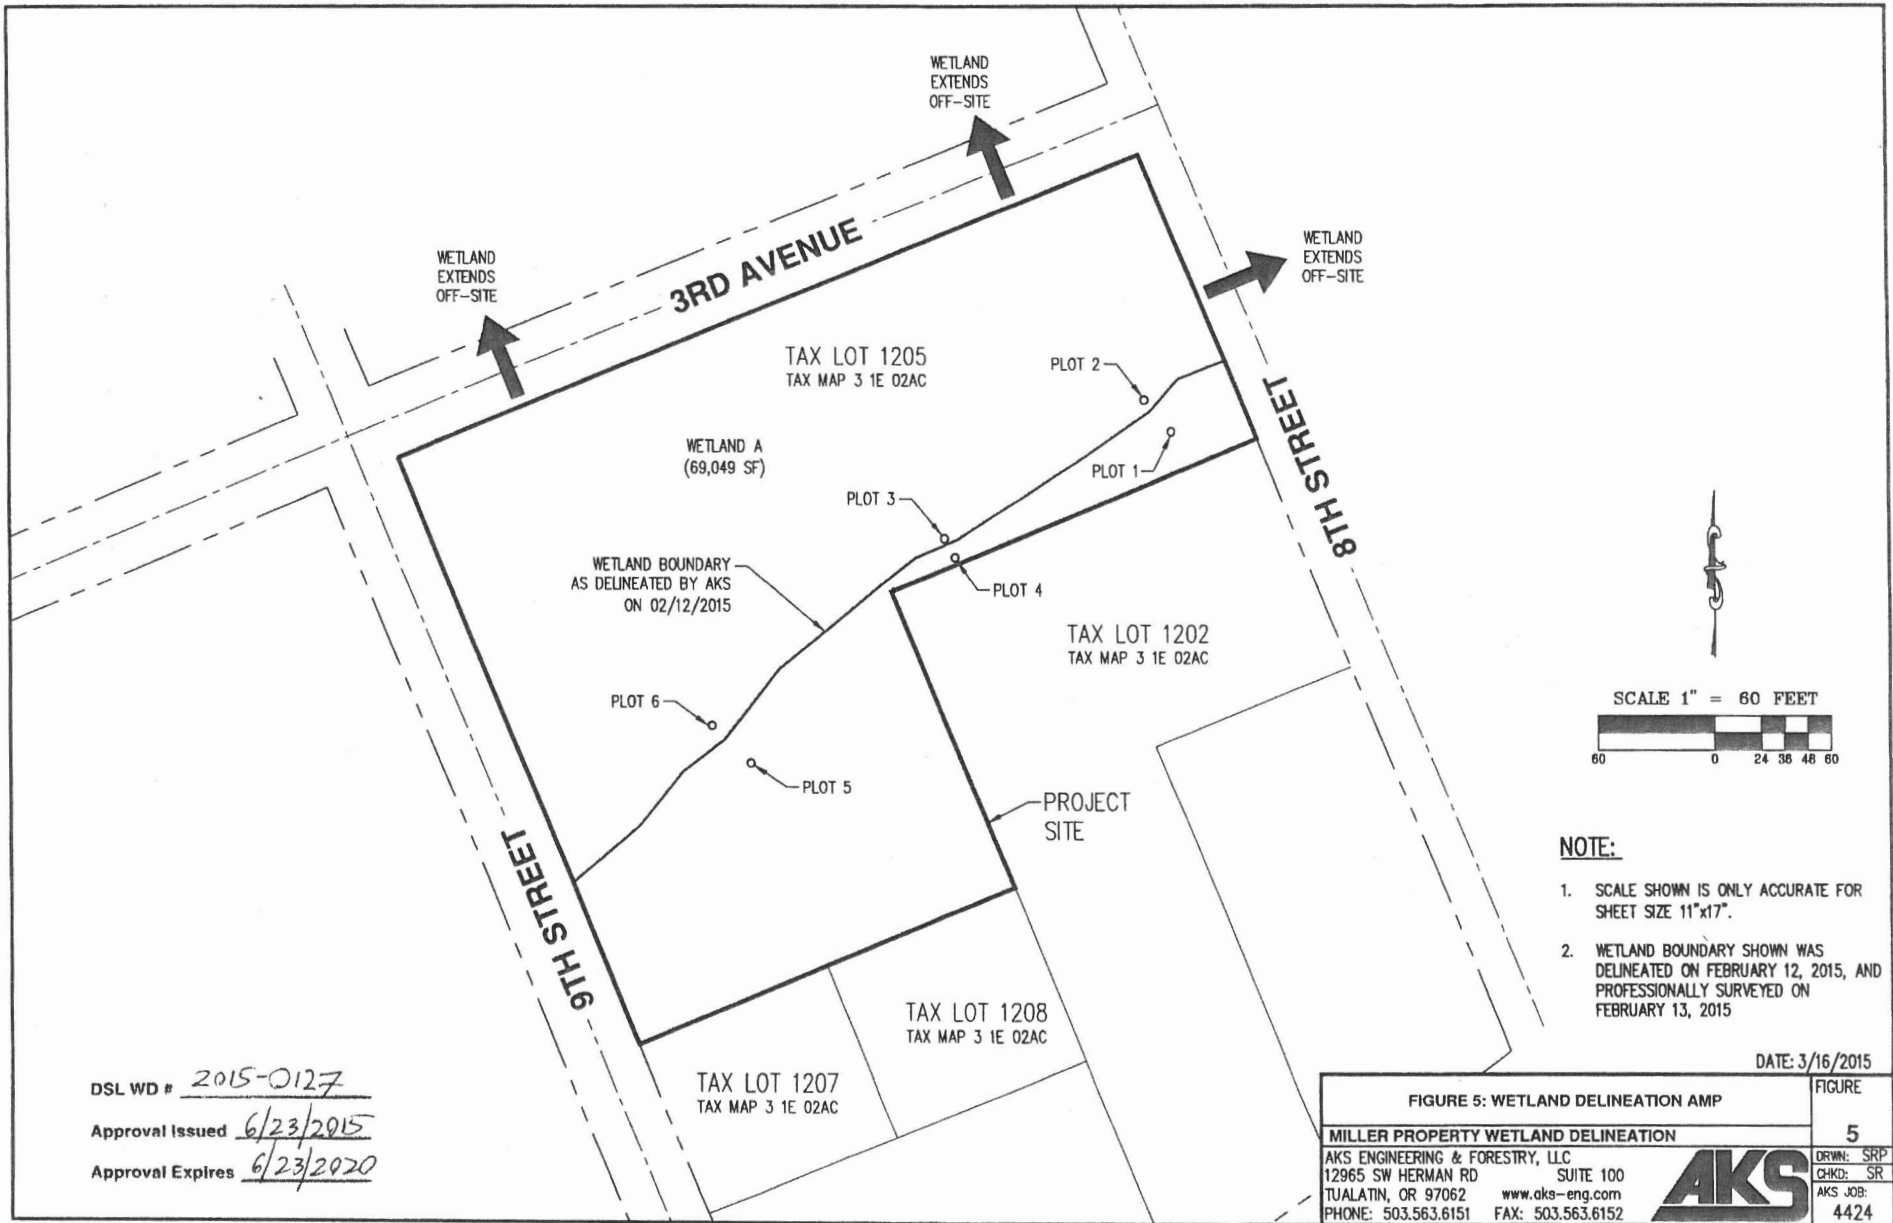 WETLAND
EXTENDS
OFF-SITE
WETLAND
EXTENDS
OFF-SITE
WETLAND
EXTENDS
OFF-SITE
3RD AVENUE
TAX LOT 1205
TAX MAP 3 1E 02AC
PLOT 2
WETLAND A
(69,049 SF)
PLOT 1
PLOT 3
8TH STREET
WETLAND BOUNDARY
AS DELINEATED BY AKS
ON 02/12/2015
PLOT 4
TAX LOT 1202
TAX MAP 3 1E 02AC
PLOT 6
PLOT 5
PROJECT
SITE
9TH STREET
TAX LOT 1208
TAX MAP 3 1E 02AC
TAX LOT 1207
TAX MAP 3 1E 02AC
SCALE 1" = 60 FEET
60 0 24 36 48 60
NOTE:
1. SCALE SHOWN IS ONLY ACCURATE FOR
SHEET SIZE 11"x17".
2. WETLAND BOUNDARY SHOWN WAS
DELINEATED ON FEBRUARY 12, 2015, AND
PROFESSIONALLY SURVEYED ON
FEBRUARY 13, 2015
DSL WD # 2015-0127
Approval Issued 6/23/2015
Approval Expires 6/23/2020
DATE: 3/16/2015
FIGURE 5: WETLAND DELINEATION AMP
FIGURE
5
MILLER PROPERTY WETLAND DELINEATION
AKS ENGINEERING & FORESTRY, LLC
12965 SW HERMAN RD SUITE 100
TUALATIN, OR 97062 www.aks-eng.com
PHONE: 503.563.6151 FAX: 503.563.6152
AKS
DRWN: SRP
CHKD: SR
AKS JOB:
4424